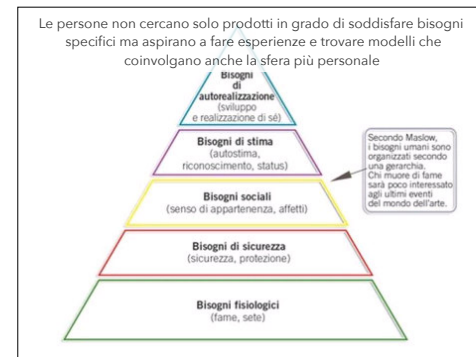 Le persone non cercano solo prodotti in grado di soddisfare bisogni
specifici ma aspirano a fare esperienze e trovare modelli che
coinvolgano anche la sfera più personale
Bisogni
di
autorealizzazione
(sviluppo
e realizzazione di sé)
Bisogni di stima
(autostima,
riconoscimento, status)
Secondo Maslow,
i bisogni umani sono
organizzati secondo
una gerarchia.
Chi muore di fame
sarà poco interessato
agli ultimi eventi
del mondo dell'arte.
Bisogni sociali
(senso di appartenenza, affetti)
Bisogni di sicurezza
(sicurezza, protezione)
Bisogni fisiologici
(fame, sete)